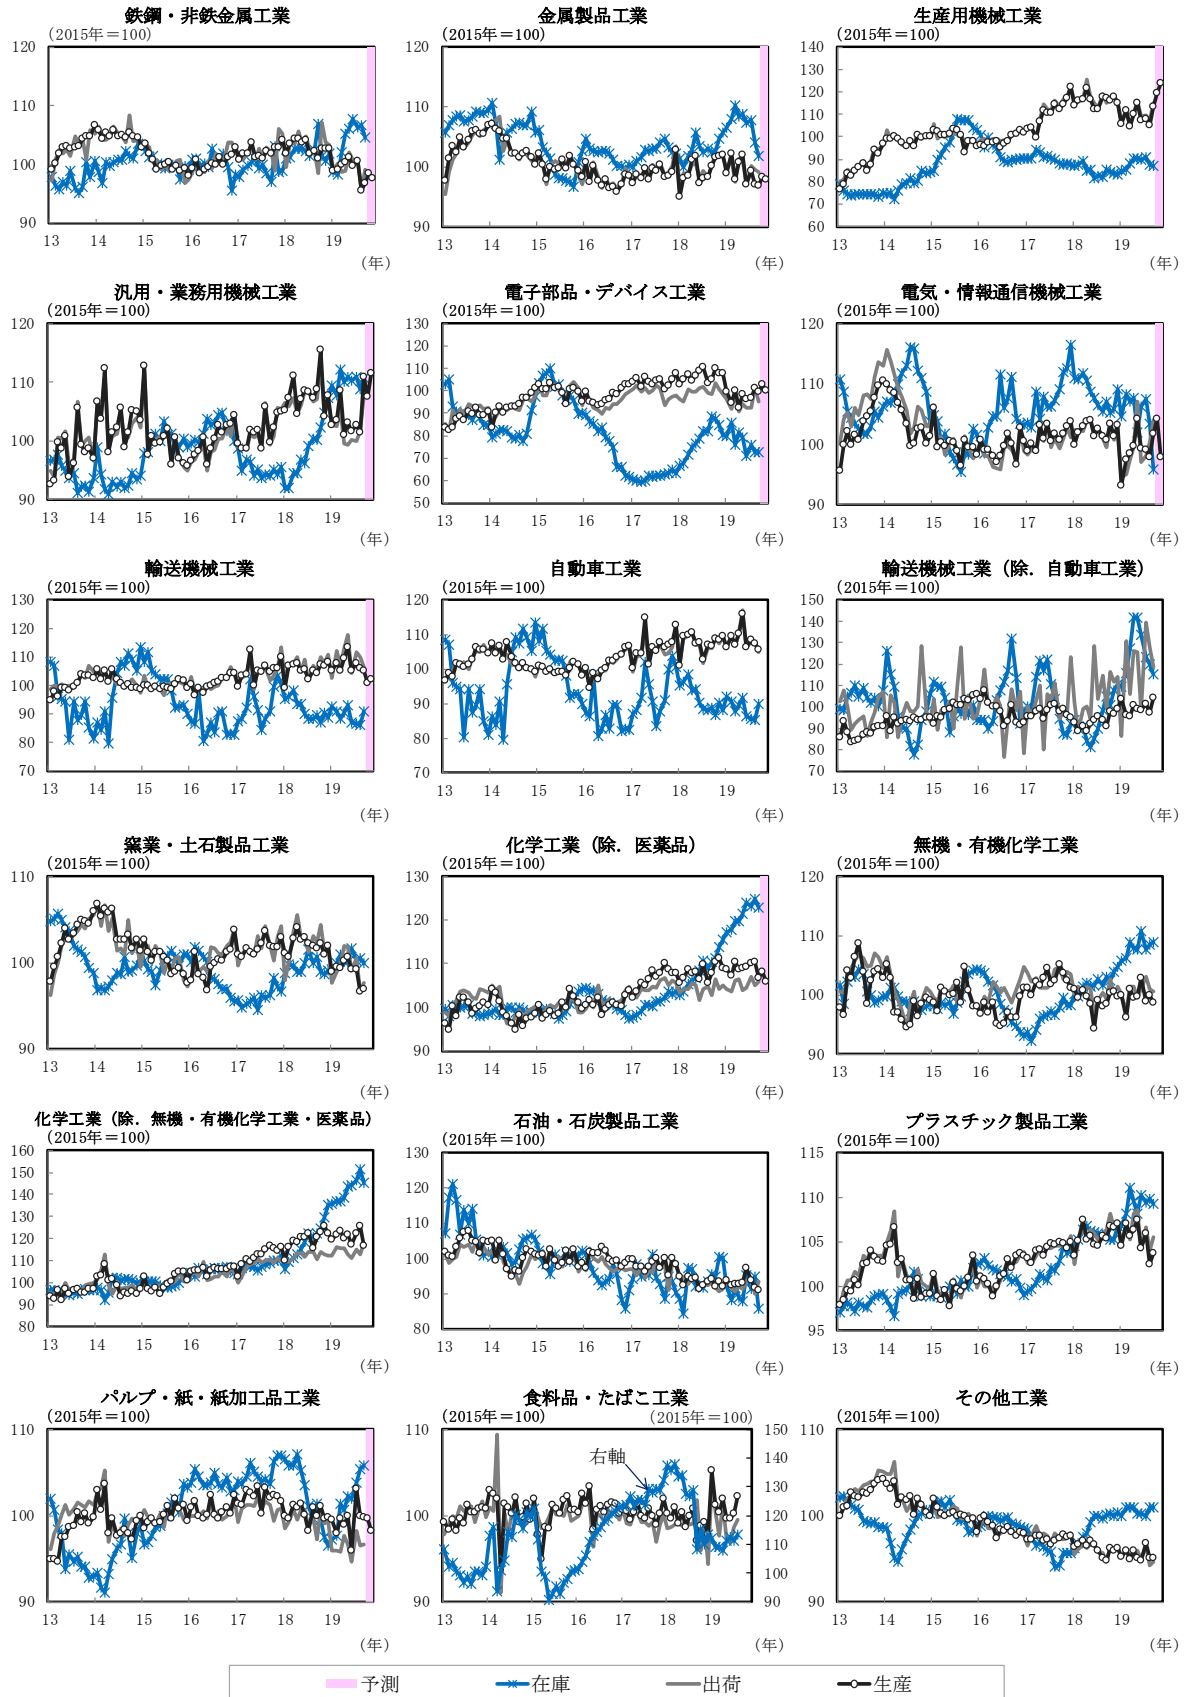 鉄鋼・非鉄金属工業 金属製品工業 生産用機械工業
(2015年＝100) (2015年＝100) (2015年＝100)
120 120 140
130
110 110 120
110
100 100 100
90
80
70
90 90 60
13 14 15 16 17 18 19 13 14 15 16 17 18 19 13 14 15 16 17 18 19
(年) (年) (年)
汎用・業務用機械工業 電子部品・デバイス工業 電気・情報通信機械工業
(2015年＝100) (2015年＝100) (2015年＝100)
120 130 120
120
110 110 110
100
90
100 80 100
70
60
90 50 90
13 14 15 16 17 18 19 13 14 15 16 17 18 19 13 14 15 16 17 18 19
(年) (年) (年)
輸送機械工業 自動車工業 輸送機械工業（除．自動車工業）
(2015年＝100) (2015年＝100) (2015年＝100)
130 120 150
140
120 110 130
110 120
100 110
100 100
90 90 90
80 80 80
70 70 70
13 14 15 16 17 18 19 13 14 15 16 17 18 19 13 14 15 16 17 18 19
(年) (年) (年)
窯業・土石製品工業 化学工業（除．医薬品） 無機・有機化学工業
(2015年＝100) (2015年＝100) (2015年＝100)
110 130 120
120 110
100 110
100 100
90 90 90
13 14 15 16 17 18 19 13 14 15 16 17 18 19 13 14 15 16 17 18 19
(年) (年) (年)
化学工業（除．無機・有機化学工業・医薬品） 石油・石炭製品工業 プラスチック製品工業
(2015年＝100) (2015年＝100) (2015年＝100)
160 130 115
150
140 120 110
130 110
120 105
110 100
100 90 100
90
80 80 95
13 14 15 16 17 18 19 13 14 15 16 17 18 19 13 14 15 16 17 18 19
(年) (年) (年)
パルプ・紙・紙加工品工業 食料品・たばこ工業 その他工業
(2015年＝100) (2015年＝100) (2015年＝100) (2015年＝100)
110 110 150 110
右軸 140
130
100 100 120 100
110
100
90 90 90 90
13 14 15 16 17 18 19 13 14 15 16 17 18 19 13 14 15 16 17 18 19
(年) (年) (年)
予測 在庫 出荷 生産